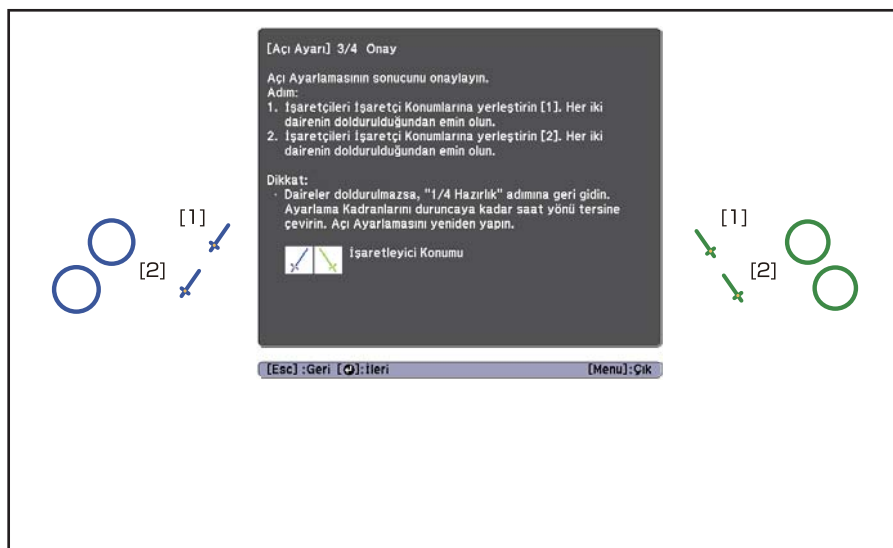 [Açı Ayarı] 3/4 Onay
Açı Ayarlamasının sonucunu onaylayın.
Adım:
1. İşaretçileri İşaretçi Konumlarına yerleştirin [1]. Her iki
dairenin doldurulduğundan emin olun.
2. İşaretçileri İşaretçi Konumlarına yerleştirin [2]. Her iki
dairenin doldurulduğundan emin olun.
Dikkat:
· Daireler doldurulmazsa, "1/4 Hazırlık" adımına geri gidin.
Ayarlama Kadranlarını duruncaya kadar saat yönü tersine
çevirin. Açı Ayarlamasını yeniden yapın.
İşaretleyici Konumu
[1]
[2]
[1]
[2]
[Esc] :Geri [⏎]:İleri [Menu]:Çık